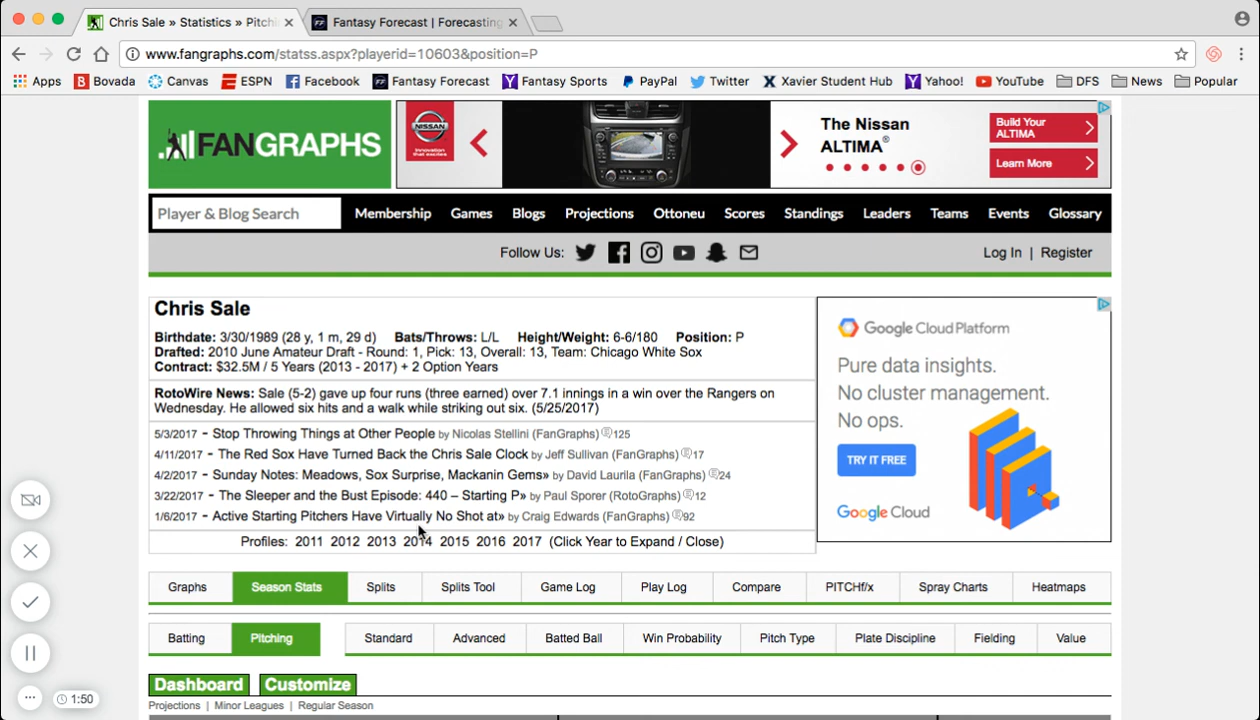 Chris Sale » Statistics » Pitchi
Fantasy Forecast | Forecasting
www.fangraphs.com/statss.aspx?playerid=10603&position=P
Apps Bovada Canvas ESPN Facebook Fantasy Forecast Fantasy Sports PayPal Twitter Xavier Student Hub Yahoo! YouTube DFS News Popular
FANGRAPHS
NISSAN
Innovation that excites
The Nissan
ALTIMA®
Build Your
ALTIMA
Learn More
Player & Blog Search
Membership Games Blogs Projections Ottoneu Scores Standings Leaders Teams Events Glossary
Follow Us:
Log In | Register
Chris Sale
Birthdate: 3/30/1989 (28 y, 1 m, 29 d) Bats/Throws: L/L Height/Weight: 6-6/180 Position: P
Drafted: 2010 June Amateur Draft - Round: 1, Pick: 13, Overall: 13, Team: Chicago White Sox
Contract: $32.5M / 5 Years (2013 - 2017) + 2 Option Years
RotoWire News: Sale (5-2) gave up four runs (three earned) over 7.1 innings in a win over the Rangers on
Wednesday. He allowed six hits and a walk while striking out six. (5/25/2017)
5/3/2017 - Stop Throwing Things at Other People by Nicolas Stellini (FanGraphs) 125
4/11/2017 - The Red Sox Have Turned Back the Chris Sale Clock by Jeff Sullivan (FanGraphs) 17
4/2/2017 - Sunday Notes: Meadows, Sox Surprise, Mackanin Gems» by David Laurila (FanGraphs) 24
3/22/2017 - The Sleeper and the Bust Episode: 440 – Starting P» by Paul Sporer (RotoGraphs) 12
1/6/2017 - Active Starting Pitchers Have Virtually No Shot at» by Craig Edwards (FanGraphs) 92
Profiles: 2011 2012 2013 2014 2015 2016 2017 (Click Year to Expand / Close)
Google Cloud Platform
Pure data insights.
No cluster management.
No ops.
TRY IT FREE
Google Cloud
Graphs Season Stats Splits Splits Tool Game Log Play Log Compare PITCHf/x Spray Charts Heatmaps
Batting Pitching Standard Advanced Batted Ball Win Probability Pitch Type Plate Discipline Fielding Value
Dashboard Customize
Projections | Minor Leagues | Regular Season
1:50